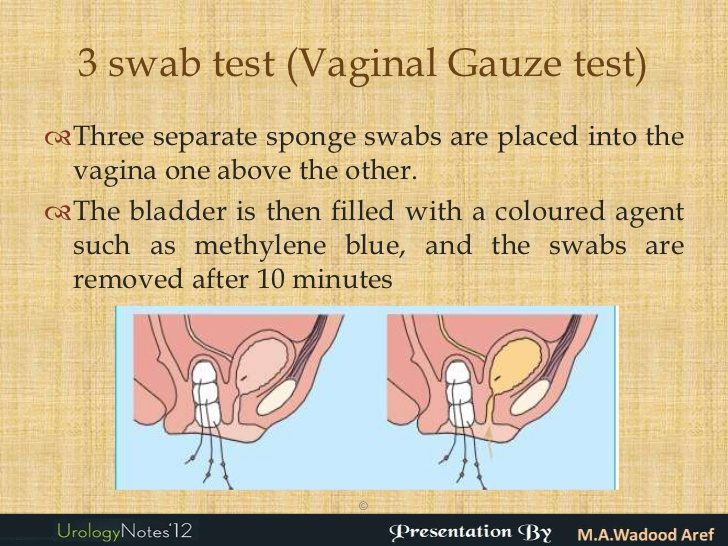 3 swab test (Vaginal Gauze test)
Three separate sponge swabs are placed into the
vagina one above the other.
The bladder is then filled with a coloured agent
such as methylene blue, and the swabs are
removed after 10 minutes
©
UrologyNotes'12
Presentation By
M.A.Wadood Aref